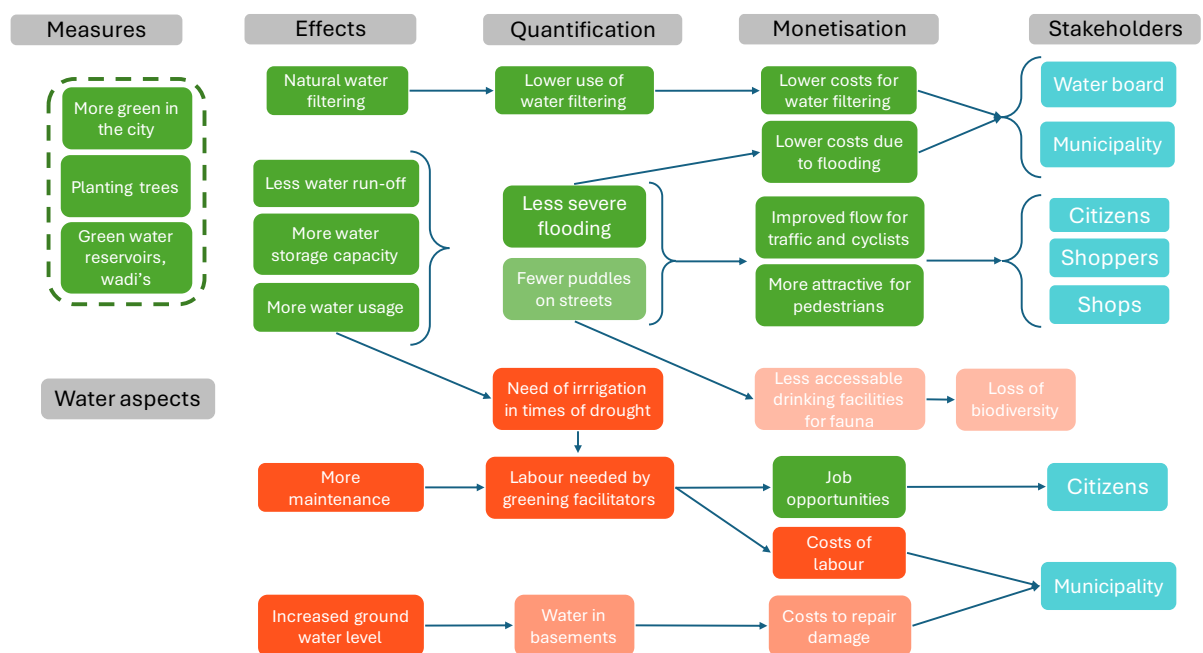 Measures
Effects
Quantification
Monetisation
Stakeholders
More green in
the city
Planting trees
Green water
reservoirs,
wadi's
Natural water
filtering
Lower use of
water filtering
Lower costs for
water filtering
Water board
Lower costs due
to flooding
Municipality
Less water run-off
More water
storage capacity
More water usage
Less severe
flooding
Fewer puddles
on streets
Improved flow for
traffic and cyclists
More attractive for
pedestrians
Citizens
Shoppers
Shops
Water aspects
Need of irrrigation
in times of drought
Less accessable
drinking facilities
for fauna
Loss of
biodiversity
More
maintenance
Labour needed by
greening facilitators
Job
opportunities
Citizens
Costs of
labour
Municipality
Increased ground
water level
Water in
basements
Costs to repair
damage